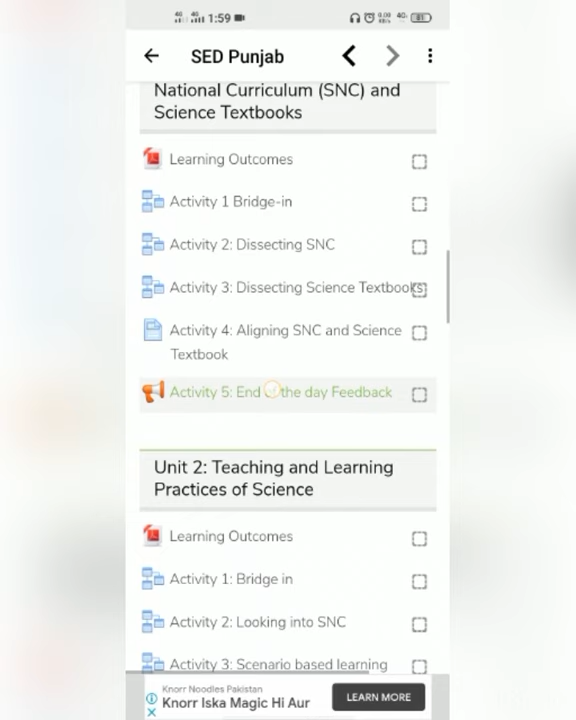 1:59
SED Punjab
National Curriculum (SNC) and
Science Textbooks
Learning Outcomes
Activity 1 Bridge-in
Activity 2: Dissecting SNC
Activity 3: Dissecting Science Textbooks
Activity 4: Aligning SNC and Science
Textbook
Activity 5: End of the day Feedback
Unit 2: Teaching and Learning
Practices of Science
Learning Outcomes
Activity 1: Bridge in
Activity 2: Looking into SNC
Activity 3: Scenario based learning
Knorr Noodles Pakistan
Knorr Iska Magic Hi Aur
LEARN MORE